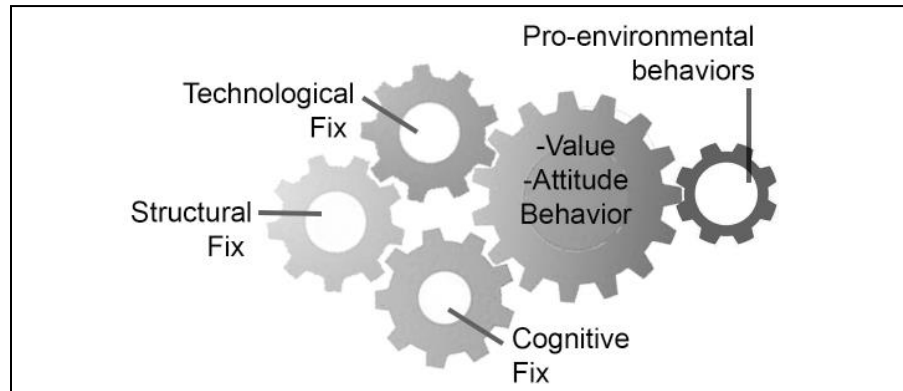 Pro-environmental
behaviors
Technological
Fix
-Value
-Attitude
Behavior
Structural
Fix
Cognitive
Fix